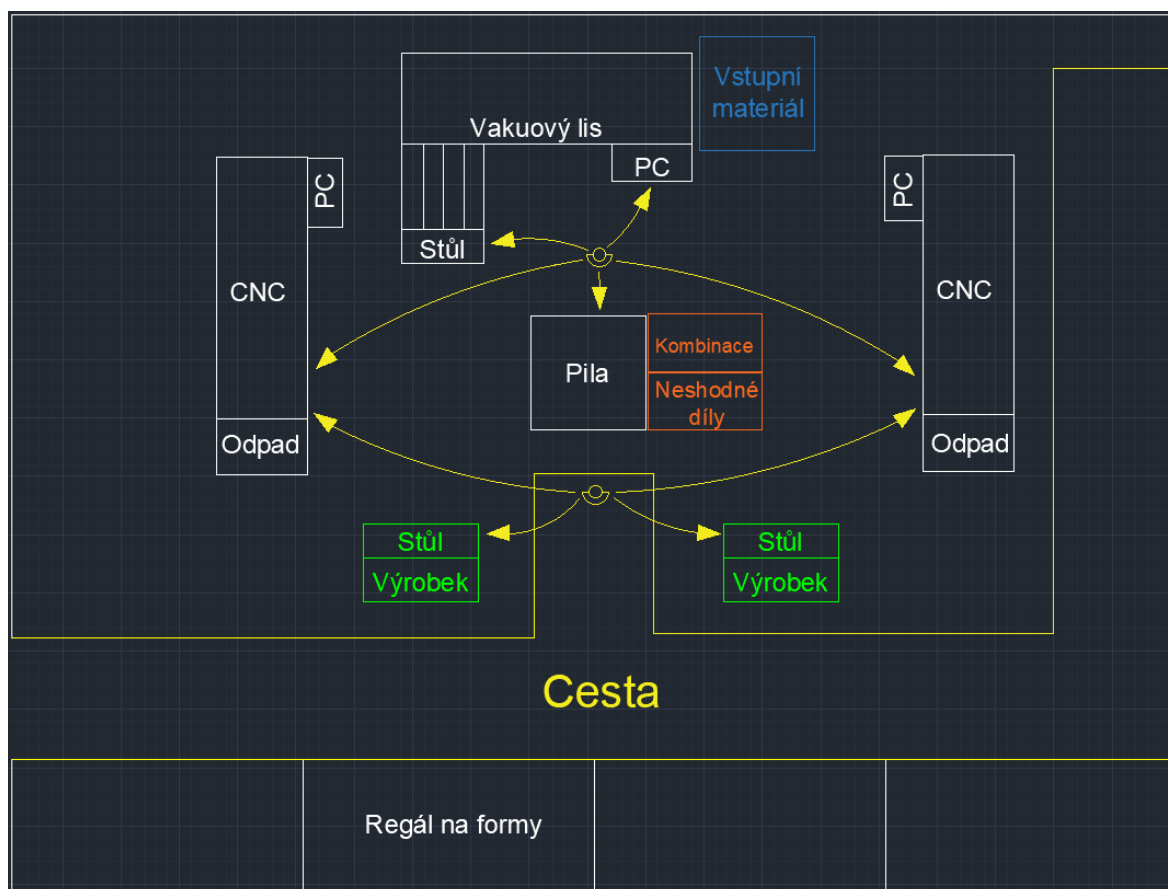 Vstupní
materiál
Vakuový lis
PC
PC
PC
Stůl
CNC
CNC
Kombinace
Pila
Neshodné
díly
Odpad
Odpad
Stůl
Stůl
Výrobek
Výrobek
Cesta
Regál na formy